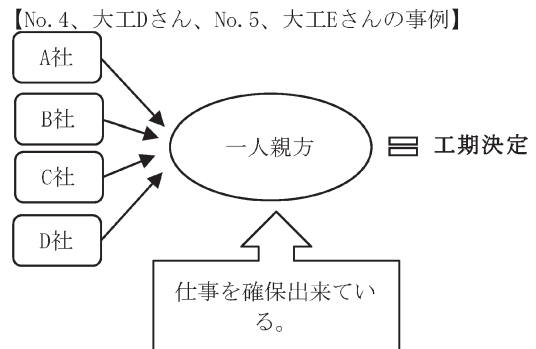 【No.4、大工Dさん、No.5、大工Eさんの事例】
A社
B社
C社
D社
一人親方
工期決定
仕事を確保出来てい
る。